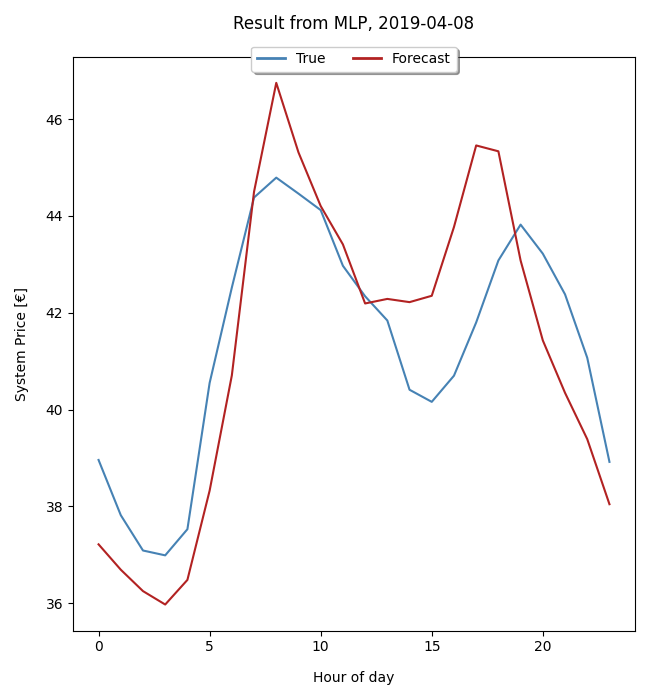 Result from MLP, 2019-04-08
True Forecast
System Price [€]
46
44
42
40
38
36
0 5 10 15 20
Hour of day